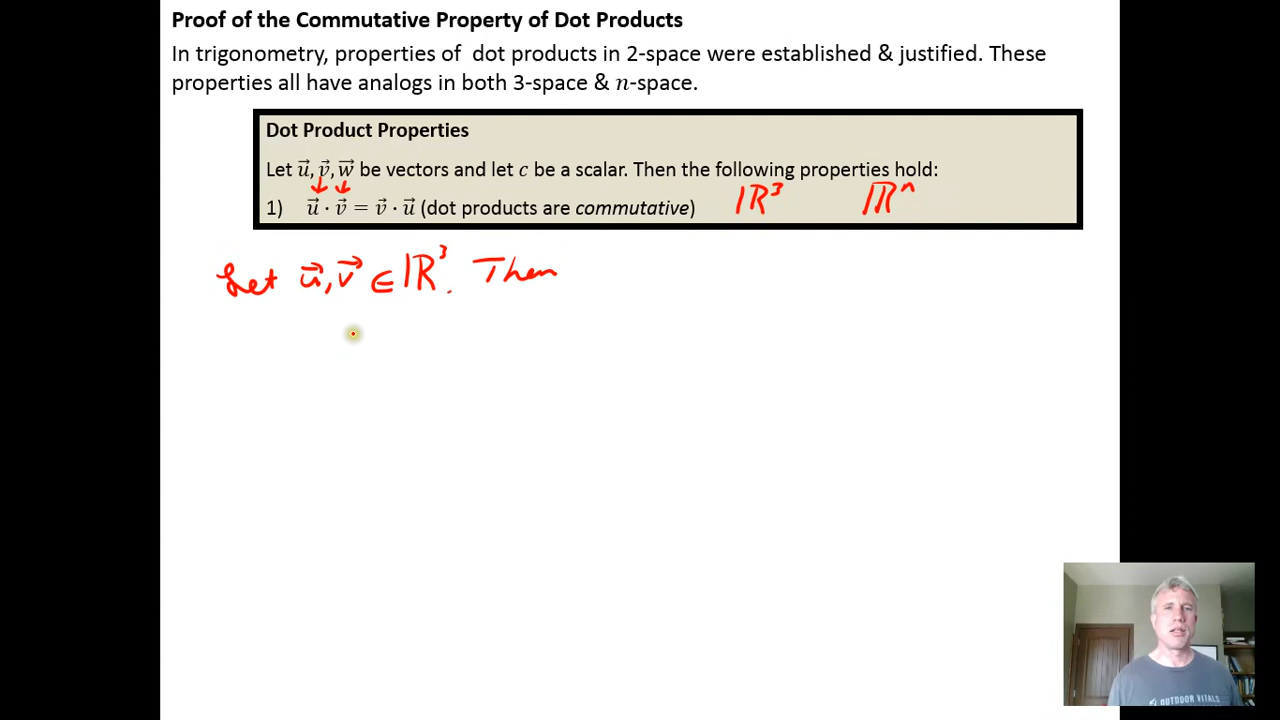 Proof of the Commutative Property of Dot Products
In trigonometry, properties of dot products in 2-space were established & justified. These
properties all have analogs in both 3-space & n-space.
Dot Product Properties
Let u⃗, v⃗, w⃗ be vectors and let c be a scalar. Then the following properties hold:
1) u⃗ · v⃗ = v⃗ · u⃗ (dot products are commutative) ℝ³ ℝⁿ
Let u⃗, v⃗ ∈ ℝ³. Then
OUTDOOR VITALS